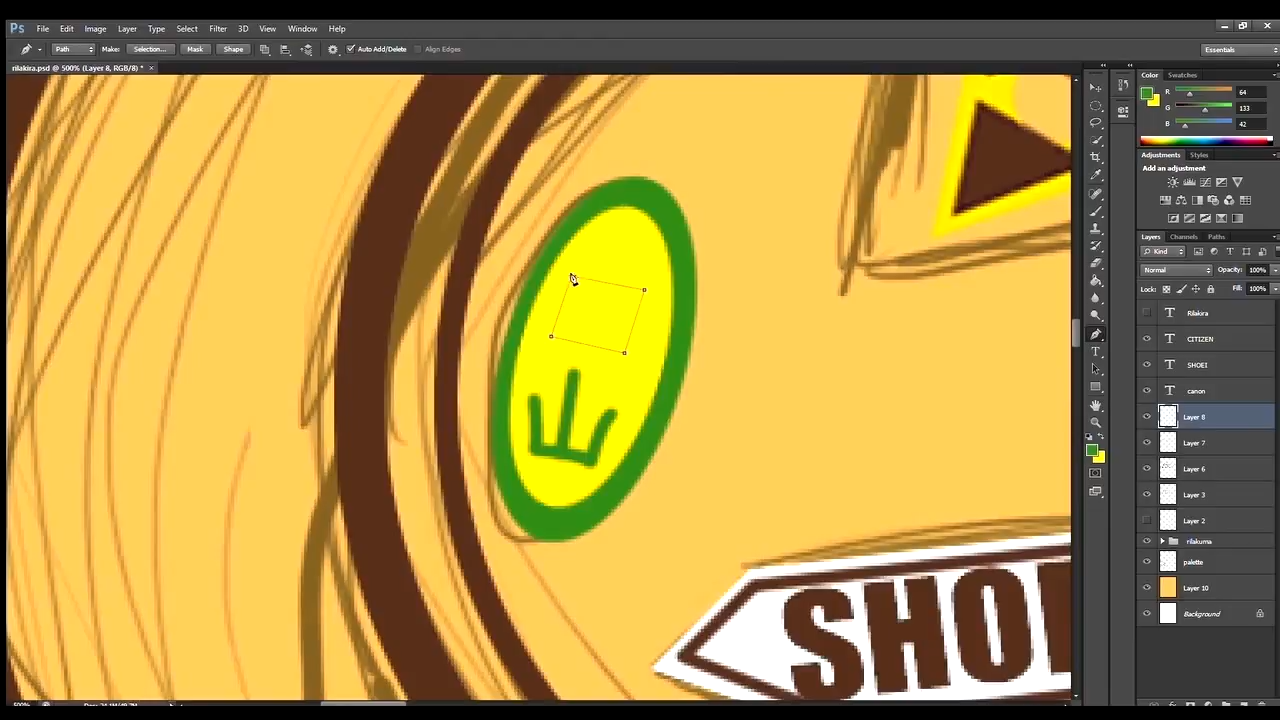 Ps File Edit Image Layer Type Select Filter 3D View Window Help
Path Make: Selection... Mask Shape Auto Add/Delete Align Edges Essentials
rilakira.psd @ 500% (Layer 8, RGB/8) *
Color Swatches
R 64
G 133
B 42
Adjustments Styles
Add an adjustment
Layers Channels Paths
Kind
Normal Opacity: 100%
Lock: Fill: 100%
T Rilakira
T CITIZEN
T SHOEI
T canon
Layer 8
Layer 7
Layer 6
Layer 3
Layer 2
rilakuma
palette
Layer 10
Background
SHO
500%